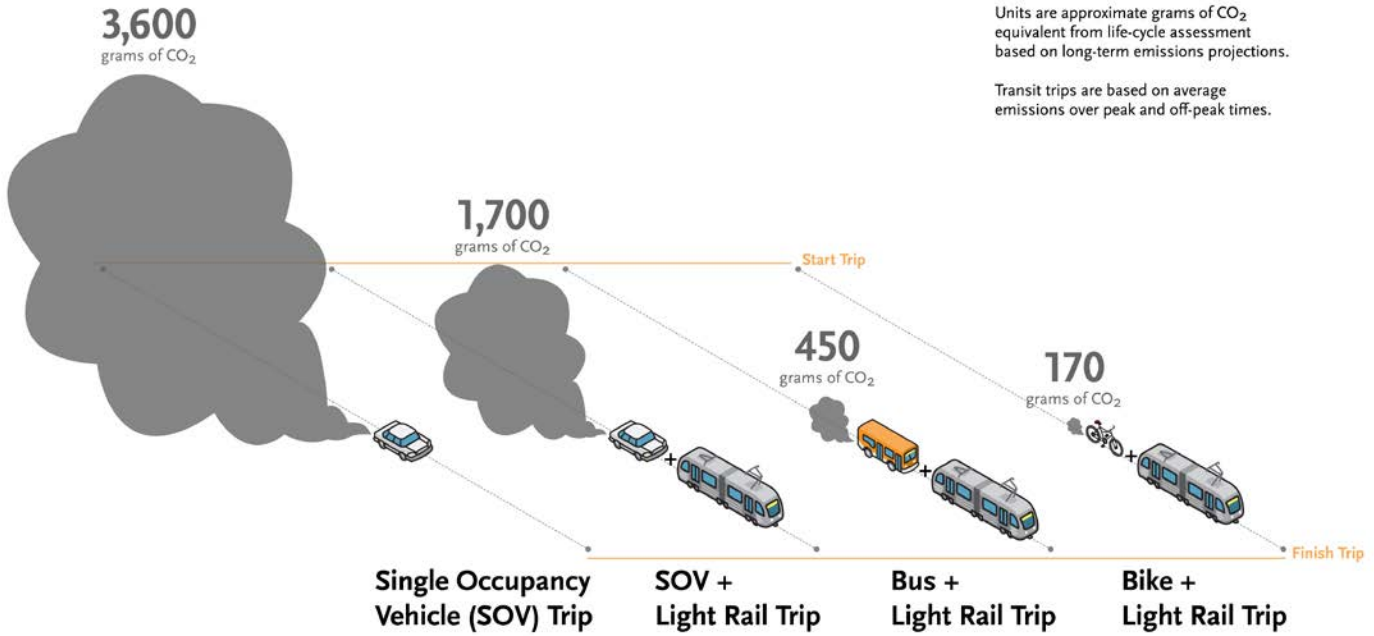 3,600
grams of CO₂
Units are approximate grams of CO₂
equivalent from life-cycle assessment
based on long-term emissions projections.
Transit trips are based on average
emissions over peak and off-peak times.
1,700
grams of CO₂
Start Trip
450
grams of CO₂
170
grams of CO₂
+
+
+
Finish Trip
Single Occupancy
Vehicle (SOV) Trip
SOV +
Light Rail Trip
Bus +
Light Rail Trip
Bike +
Light Rail Trip